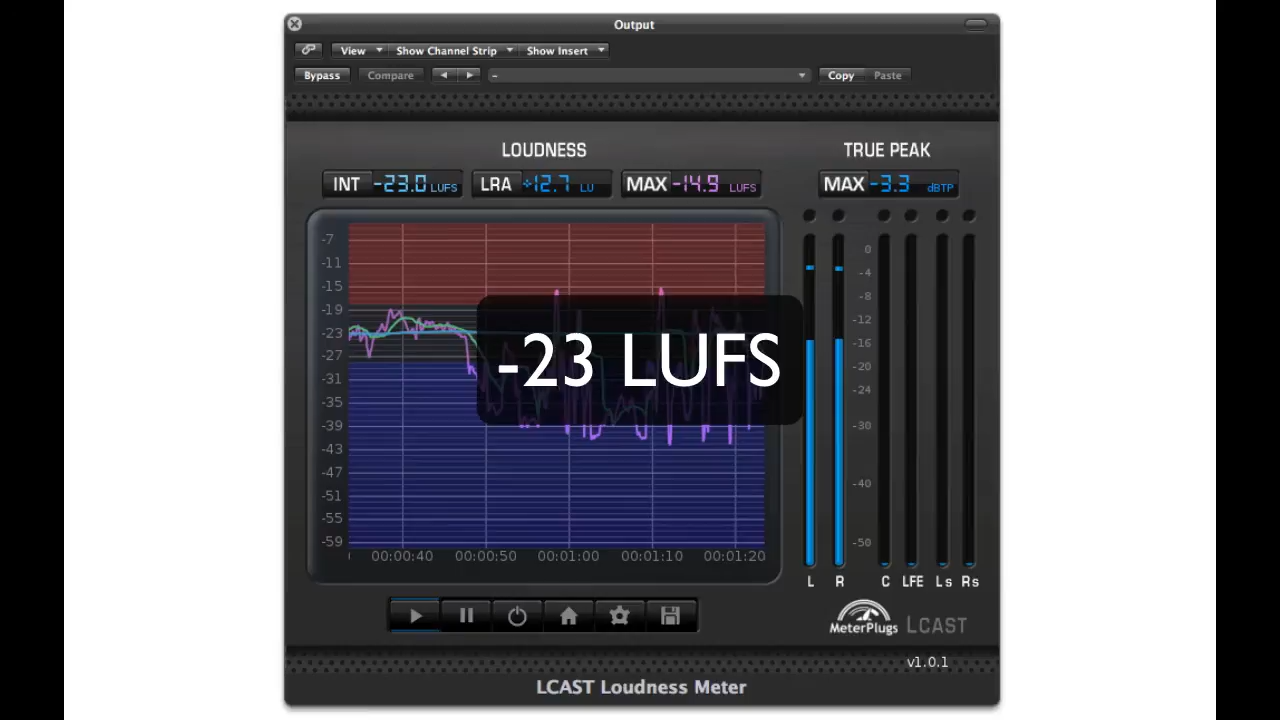 Output
View Show Channel Strip Show Insert
Bypass Compare - Copy Paste
LOUDNESS TRUE PEAK
INT -23.0 LUFS LRA +12.7 LU MAX -14.9 LUFS MAX -3.3 dBTP
-7
-11
-15
-19
-23
-27
-31
-35
-39
-43
-47
-51
-55
-59
00:00:40 00:00:50 00:01:00 00:01:10 00:01:20
-23 LUFS
0
-4
-8
-12
-16
-20
-24
-30
-40
-50
L R C LFE Ls Rs
MeterPlugs LCAST
v1.0.1
LCAST Loudness Meter